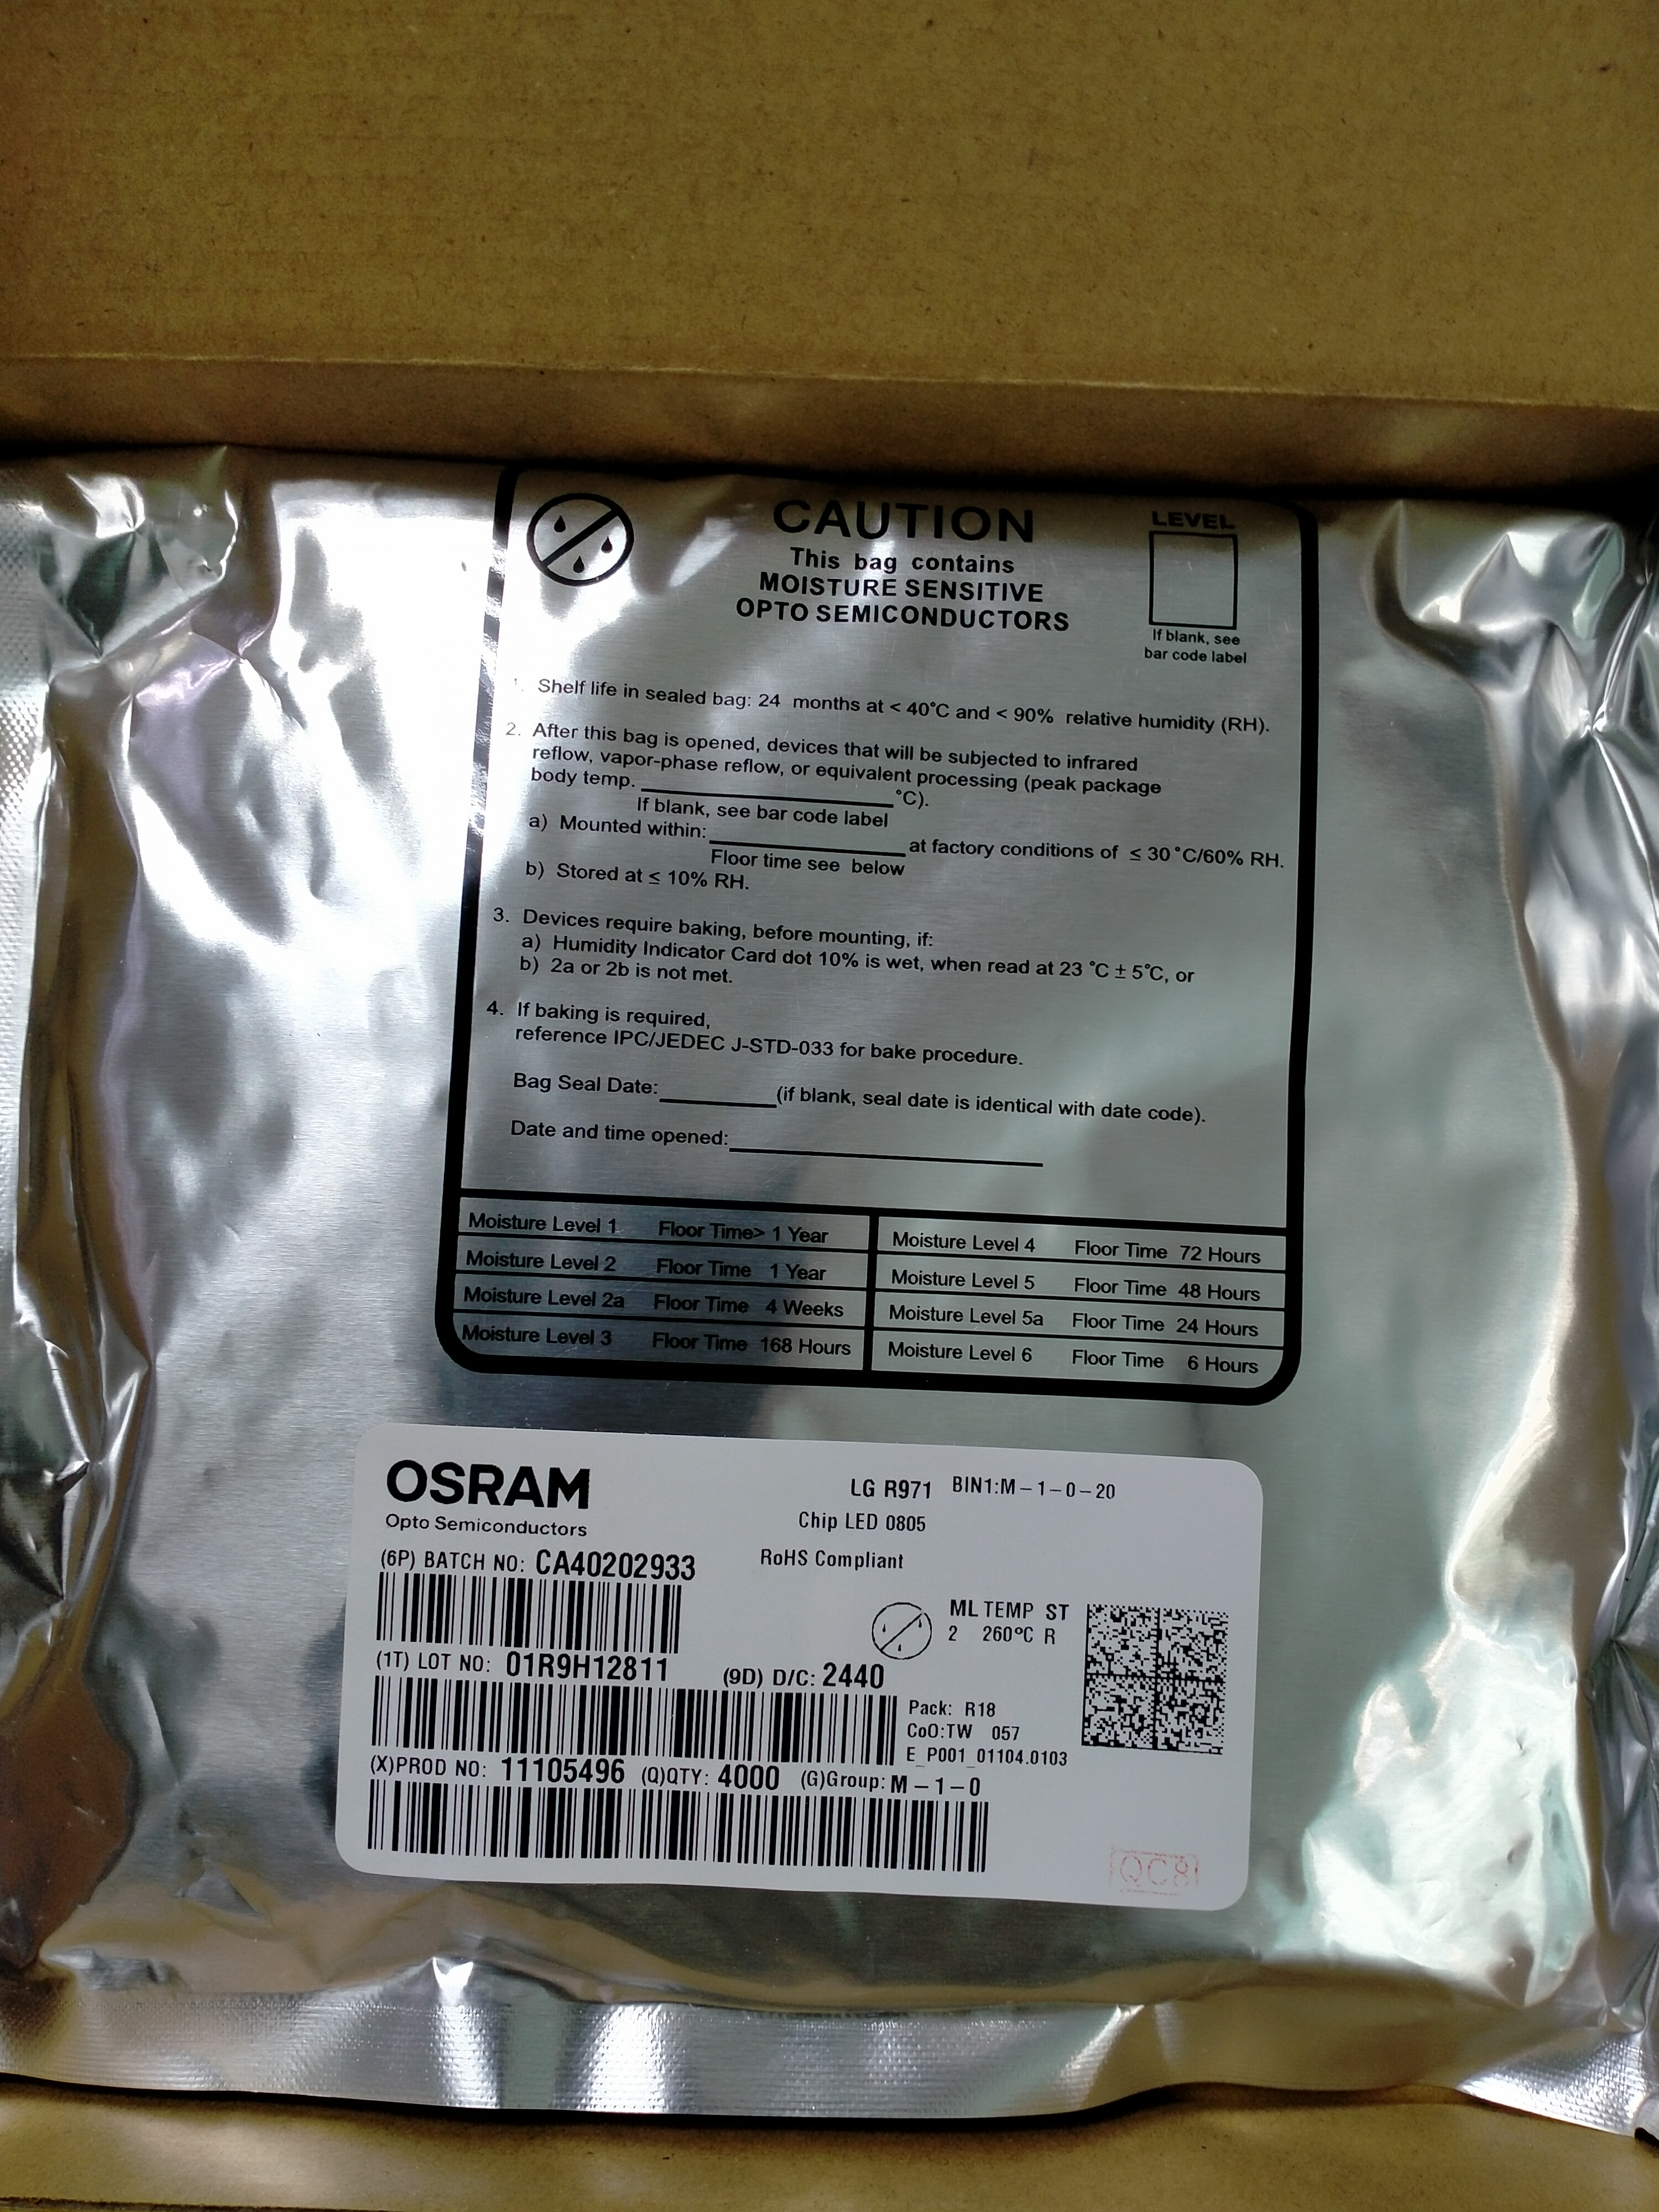 CAUTION
This bag contains
MOISTURE SENSITIVE
OPTO SEMICONDUCTORS
LEVEL
If blank, see
bar code label
1. Shelf life in sealed bag: 24 months at < 40°C and < 90% relative humidity (RH).
2. After this bag is opened, devices that will be subjected to infrared
reflow, vapor-phase reflow, or equivalent processing (peak package
body temp. ____________ °C).
If blank, see bar code label
a) Mounted within: ____________ at factory conditions of ≤ 30°C/60% RH.
Floor time see below
b) Stored at ≤ 10% RH.
3. Devices require baking, before mounting, if:
a) Humidity Indicator Card dot 10% is wet, when read at 23 °C ± 5°C, or
b) 2a or 2b is not met.
4. If baking is required,
reference IPC/JEDEC J-STD-033 for bake procedure.
Bag Seal Date:________(if blank, seal date is identical with date code).
Date and time opened:____________________
Moisture Level 1 Floor Time> 1 Year
Moisture Level 2 Floor Time 1 Year
Moisture Level 2a Floor Time 4 Weeks
Moisture Level 3 Floor Time 168 Hours
Moisture Level 4 Floor Time 72 Hours
Moisture Level 5 Floor Time 48 Hours
Moisture Level 5a Floor Time 24 Hours
Moisture Level 6 Floor Time 6 Hours
OSRAM
Opto Semiconductors
LG R971 BIN1:M-1-0-20
Chip LED 0805
RoHS Compliant
(6P) BATCH NO: CA40202933
ML TEMP ST
2 260°C R
(1T) LOT NO: 01R9H12811 (9D) D/C: 2440
Pack: R18
CoO:TW 057
E_P001_01104.0103
(X)PROD NO: 11105496 (Q)QTY: 4000 (G)Group: M-1-0
QC8